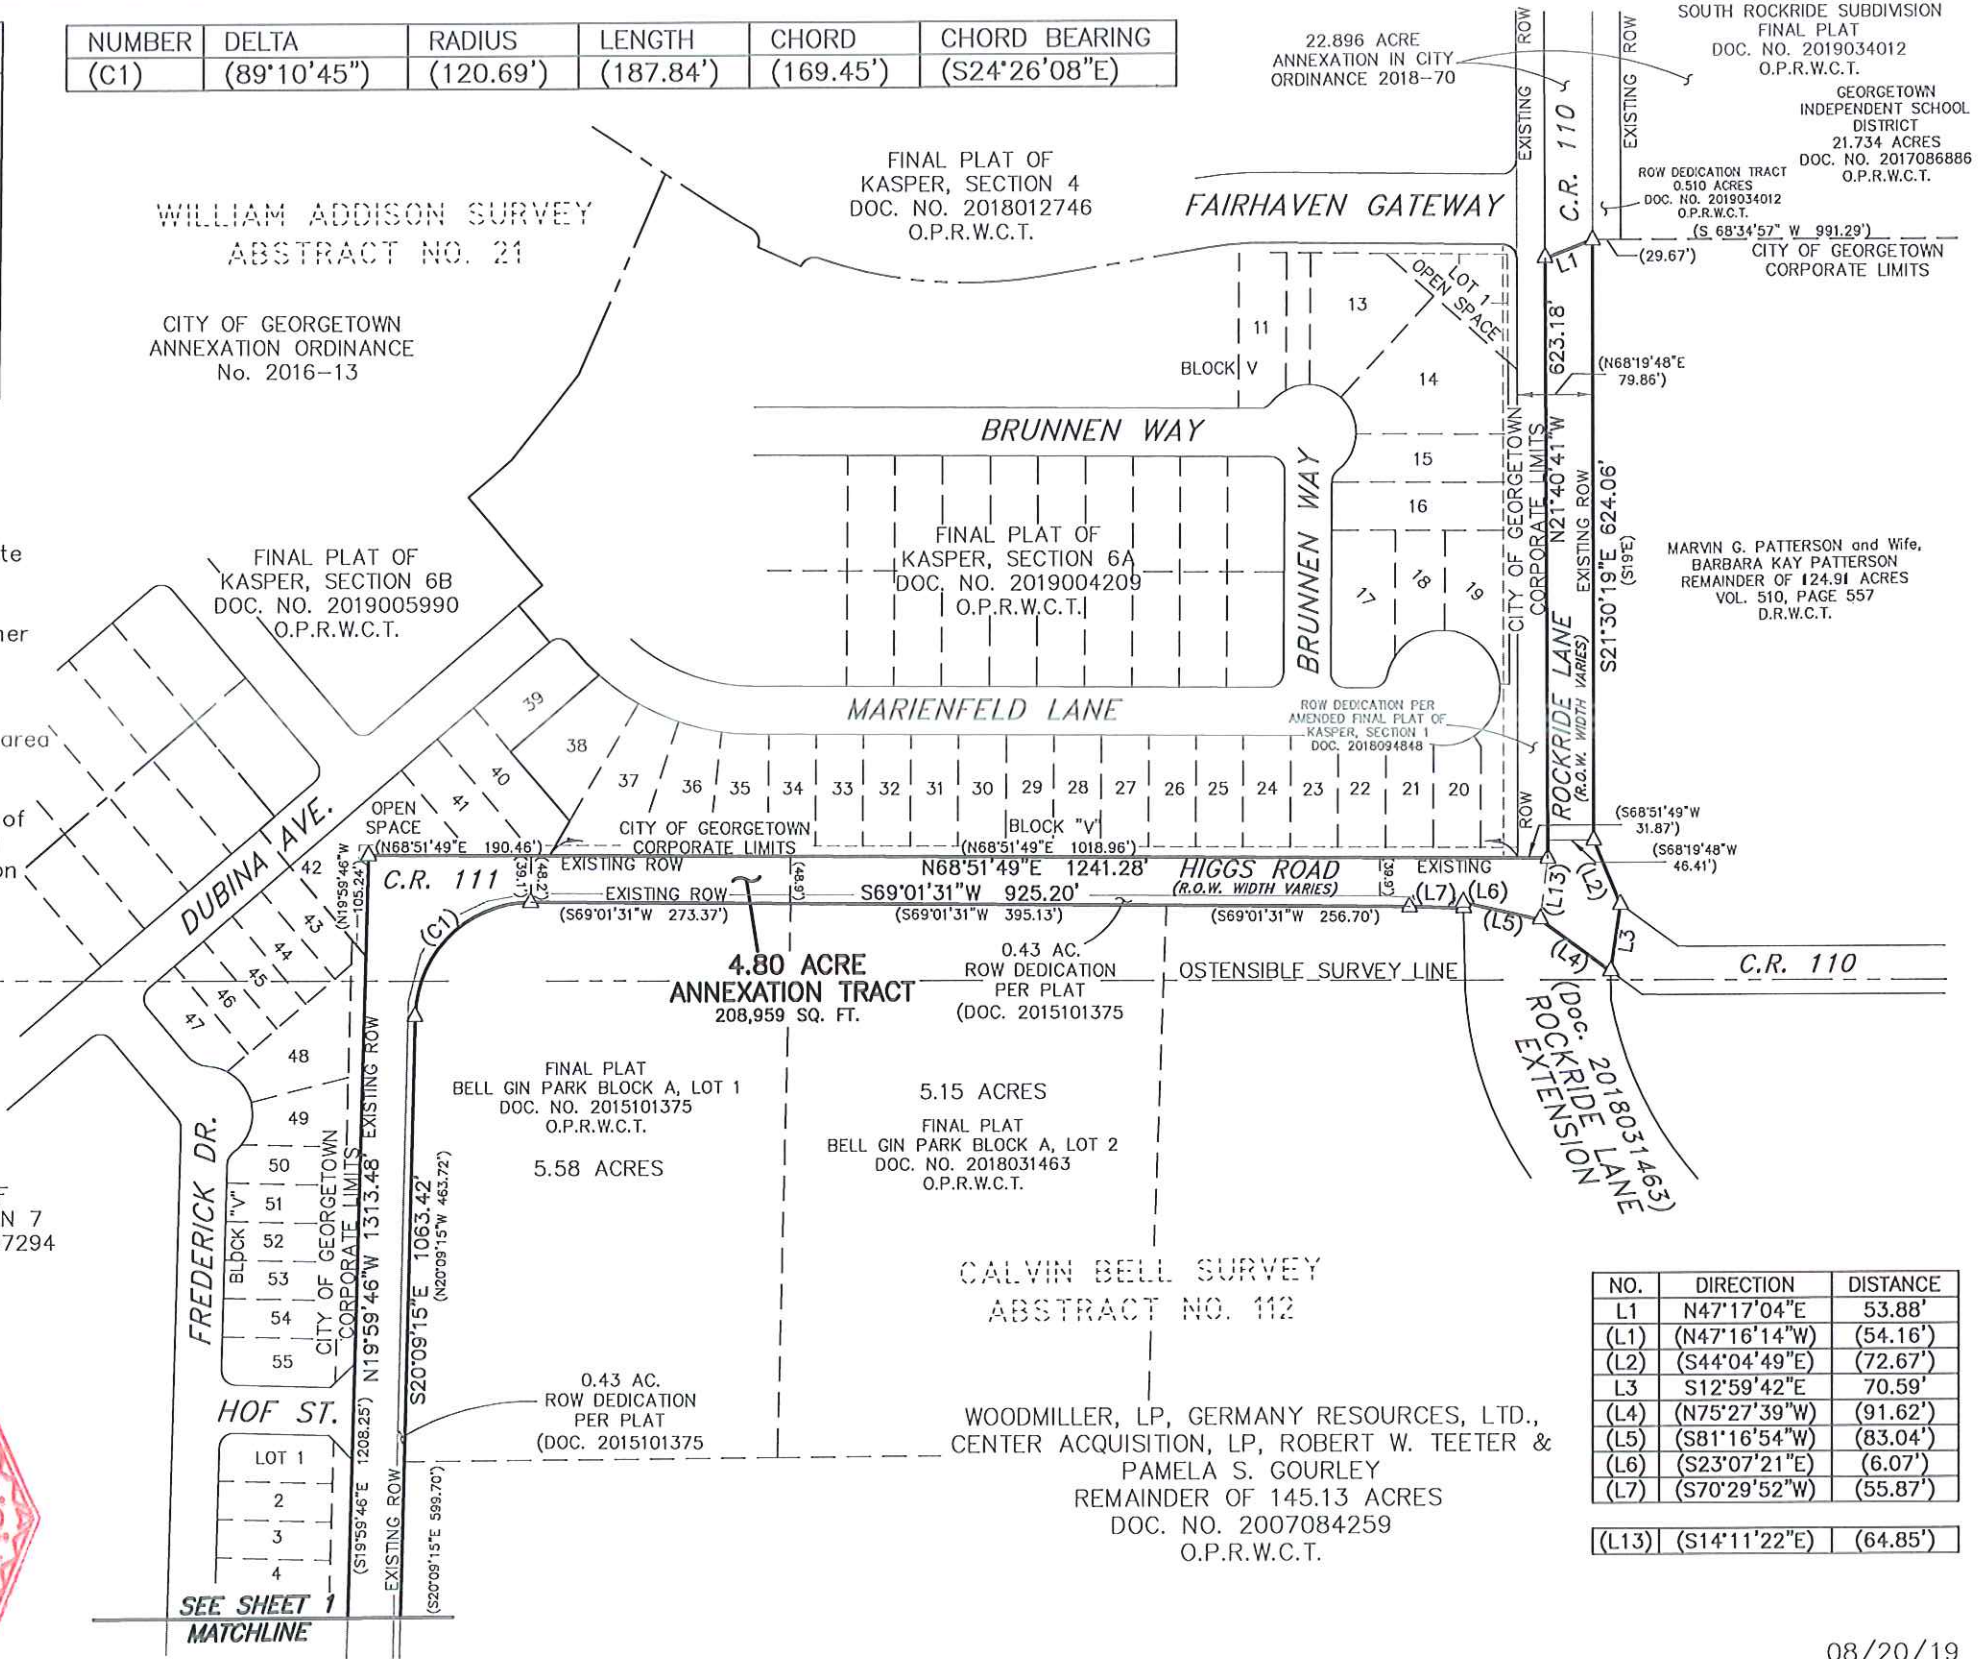 NUMBER DELTA RADIUS LENGTH CHORD CHORD BEARING
(C1) (89°10'45") (120.69') (187.84') (169.45') (S24°26'08"E)
22.896 ACRE
ANNEXATION IN CITY
ORDINANCE 2018-70
EXISTING ROW
C.R. 110
EXISTING ROW
SOUTH ROCKRIDE SUBDIVISION
FINAL PLAT
DOC. NO. 2019034012
O.P.R.W.C.T.
GEORGETOWN
INDEPENDENT SCHOOL
DISTRICT
21.734 ACRES
DOC. NO. 2017086886
O.P.R.W.C.T.
ROW DEDICATION TRACT
0.510 ACRES
DOC. NO. 2019034012
O.P.R.W.C.T.
(S 68°34'57" W 991.29')
(29.67')
CITY OF GEORGETOWN
CORPORATE LIMITS
WILLIAM ADDISON SURVEY
ABSTRACT NO. 21
CITY OF GEORGETOWN
ANNEXATION ORDINANCE
No. 2016-13
FINAL PLAT OF
KASPER, SECTION 4
DOC. NO. 2018012746
O.P.R.W.C.T.
FAIRHAVEN GATEWAY
L1
LOT 1
OPEN SPACE
11
13
BLOCK V
14
15
16
17
18
19
623.18'
N21°40'41"W
(N68°19'48"E
79.86')
CITY OF GEORGETOWN
CORPORATE LIMITS
EXISTING ROW
S21°30'19"E 624.06'
(S19°E)
ROCKRIDE LANE
(R.O.W. WIDTH VARIES)
MARVIN G. PATTERSON and Wife,
BARBARA KAY PATTERSON
REMAINDER OF 124.91 ACRES
VOL. 510, PAGE 557
D.R.W.C.T.
BRUNNEN WAY
BRUNNEN WAY
FINAL PLAT OF
KASPER, SECTION 6A
DOC. NO. 2019004209
O.P.R.W.C.T.
FINAL PLAT OF
KASPER, SECTION 6B
DOC. NO. 2019005990
O.P.R.W.C.T.
te
ner
area
of
on
MARIENFELD LANE
ROW DEDICATION PER
AMENDED FINAL PLAT OF
KASPER, SECTION 1
DOC. 2018094848
ROW
39
38
37
36 35 34 33 32 31 30 29 28 27 26 25 24 23 22 21 20
40
41
42
43
44
45
46
47
OPEN
SPACE
DUBINA AVE.
CITY OF GEORGETOWN
CORPORATE LIMITS
BLOCK "V"
(N68°51'49"E 190.46')
(N68°51'49"E 1018.96')
(S68°51'49"W
31.87')
(S68°19'48"W
46.41')
(N19°59'46"W
105.24')
C.R. 111
EXISTING ROW
N68°51'49"E 1241.28'
HIGGS ROAD
(R.O.W. WIDTH VARIES)
EXISTING
(39.1')
(48.2')
(48.9')
(39.9')
EXISTING ROW
S69°01'31"W 925.20'
(S69°01'31"W 273.37')
(S69°01'31"W 395.13')
(S69°01'31"W 256.70')
(L7)
(L6)
(L5)
(L13)
(L2)
L3
(L4)
(C1)
4.80 ACRE
ANNEXATION TRACT
208,959 SQ. FT.
0.43 AC.
ROW DEDICATION
PER PLAT
(DOC. 2015101375
OSTENSIBLE SURVEY LINE
C.R. 110
(DOC. 2018031463)
ROCKRIDE LANE
EXTENSION
48
49
50
51
52
53
54
55
BLOCK "V"
FREDERICK DR.
CITY OF GEORGETOWN
CORPORATE LIMITS
EXISTING ROW
N19°59'46"W 1313.48'
S20°09'15"E 1063.42'
(N20°09'15"W 463.72')
FINAL PLAT
BELL GIN PARK BLOCK A, LOT 1
DOC. NO. 2015101375
O.P.R.W.C.T.
5.58 ACRES
5.15 ACRES
FINAL PLAT
BELL GIN PARK BLOCK A, LOT 2
DOC. NO. 2018031463
O.P.R.W.C.T.
N 7
7294
CALVIN BELL SURVEY
ABSTRACT NO. 112
0.43 AC.
ROW DEDICATION
PER PLAT
(DOC. 2015101375
HOF ST.
LOT 1
2
3
4
(S19°59'46"E 1208.25')
EXISTING ROW
(S20°09'15"E 599.70')
SEE SHEET 1
MATCHLINE
WOODMILLER, LP, GERMANY RESOURCES, LTD.,
CENTER ACQUISITION, LP, ROBERT W. TEETER &
PAMELA S. GOURLEY
REMAINDER OF 145.13 ACRES
DOC. NO. 2007084259
O.P.R.W.C.T.
NO. DIRECTION DISTANCE
L1 N47°17'04"E 53.88'
(L1) (N47°16'14"W) (54.16')
(L2) (S44°04'49"E) (72.67')
L3 S12°59'42"E 70.59'
(L4) (N75°27'39"W) (91.62')
(L5) (S81°16'54"W) (83.04')
(L6) (S23°07'21"E) (6.07')
(L7) (S70°29'52"W) (55.87')
(L13) (S14°11'22"E) (64.85')
08/20/19